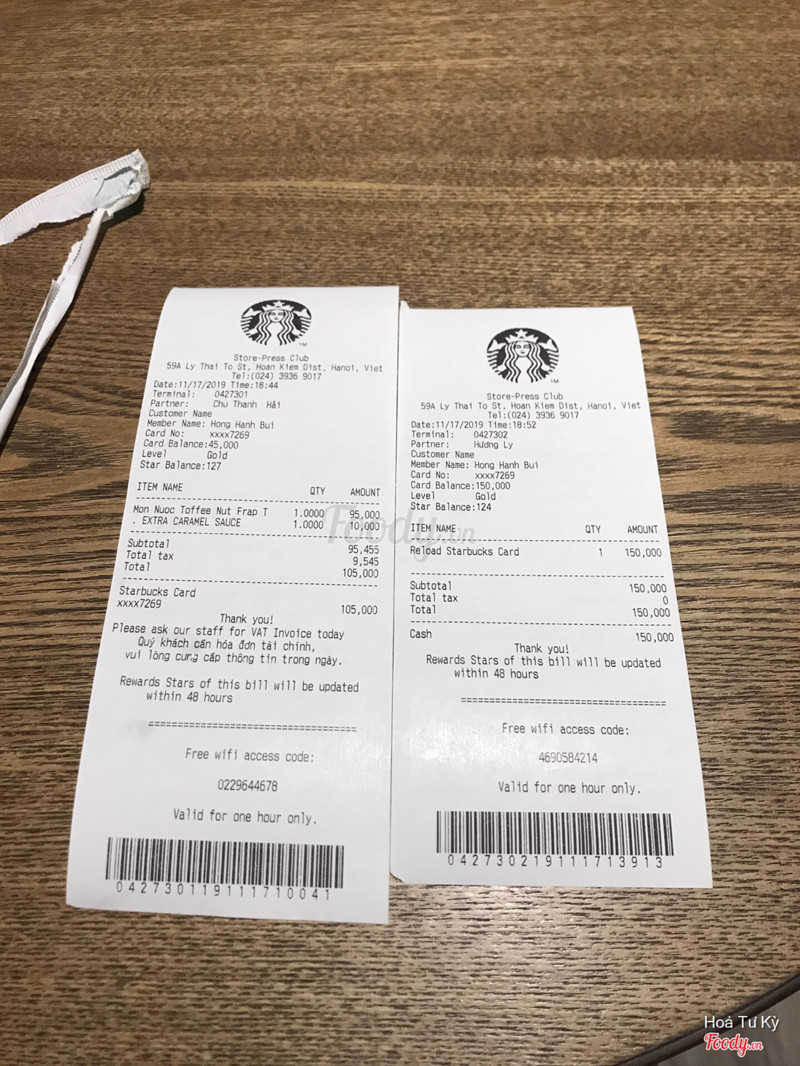 Store-Press Club
59A Ly Thai To St, Hoan Kiem Dist, Hanoi, Viet
Tel:(024) 3936 9017
Date:11/17/2019 Time:18:44
Terminal: 0427301
Partner: Chu Thanh Hải
Customer Name
Member Name: Hong Hanh Bui
Card No: xxxx7269
Card Balance:45,000
Level Gold
Star Balance:127
ITEM NAME QTY AMOUNT
Mon Nuoc Toffee Nut Frap T 1.0000 95,000
. EXTRA CARAMEL SAUCE 1.0000 10,000
Subtotal 95,455
Total tax 9,545
Total 105,000
Starbucks Card
xxxx7269 105,000
Thank you!
Please ask our staff for VAT Invoice today
Quý khách cần hóa đơn tài chính,
vui lòng cung cấp thông tin trong ngày.
Rewards Stars of this bill will be updated
within 48 hours
===================================
Free wifi access code:
0229644678
Valid for one hour only.
042730119111710041
TM
Store-Press Club
59A Ly Thai To St, Hoan Kiem Dist, Hanoi, Viet
Tel:(024) 3936 9017
Date:11/17/2019 Time:18:52
Terminal: 0427302
Partner: Hương Ly
Customer Name
Member Name: Hong Hanh Bui
Card No: xxxx7269
Card Balance:150,000
Level Gold
Star Balance:124
ITEM NAME QTY AMOUNT
Reload Starbucks Card 1 150,000
Subtotal 150,000
Total tax 0
Total 150,000
Cash 150,000
Thank you!
Rewards Stars of this bill will be updated
within 48 hours
===================================
Free wifi access code:
4690584214
Valid for one hour only.
042730219111713913
TM
Foody.vn
Hoả Tư Kỳ
Foody.vn